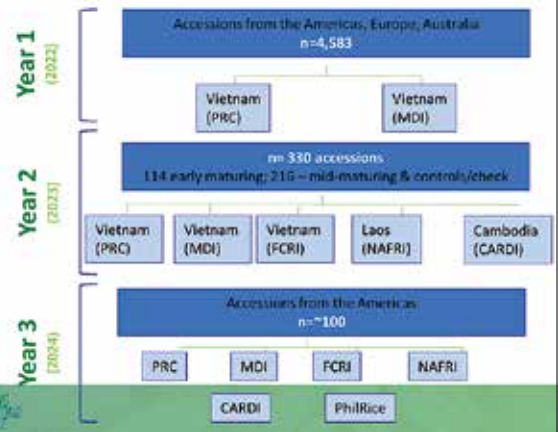 Year 1
(2022)
Accessions from the Americas, Europe, Australia
n=4,583
Vietnam
(PRC)
Vietnam
(MDI)
Year 2
(2023)
n= 330 accessions
114 early maturing; 216 – mid-maturing & controls/check
Vietnam
(PRC)
Vietnam
(MDI)
Vietnam
(FCRI)
Laos
(NAFRI)
Cambodia
(CARDI)
Year 3
(2024)
Accessions from the Americas
n=~100
PRC
MDI
FCRI
NAFRI
CARDI
PhilRice